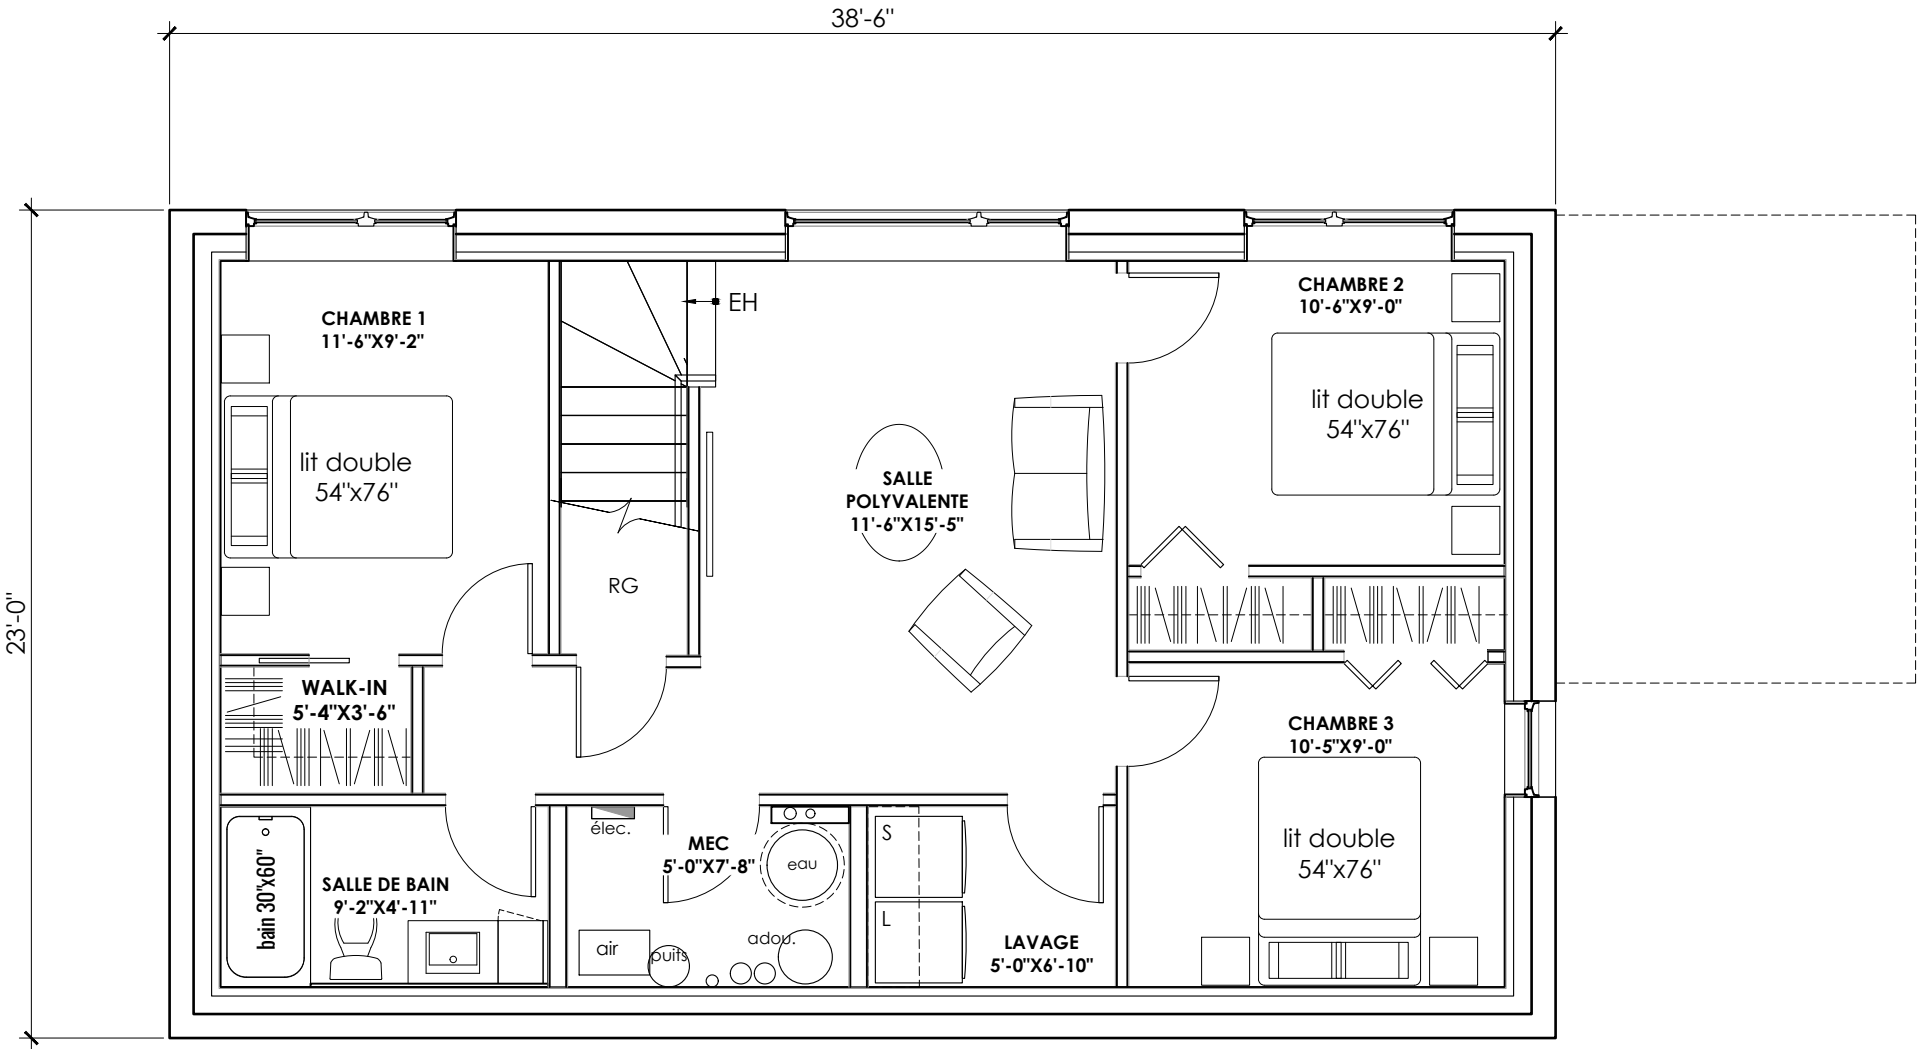 38'-6"
23'-0"
CHAMBRE 1
11'-6"X9'-2"
lit double
54"x76"
EH
RG
SALLE
POLYVALENTE
11'-6"X15'-5"
CHAMBRE 2
10'-6"X9'-0"
lit double
54"x76"
WALK-IN
5'-4"X3'-6"
CHAMBRE 3
10'-5"X9'-0"
lit double
54"x76"
bain 30"x60"
SALLE DE BAIN
9'-2"X4'-11"
élec.
MEC
5'-0"X7'-8"
eau
air
puits
adou.
S
L
LAVAGE
5'-0"X6'-10"